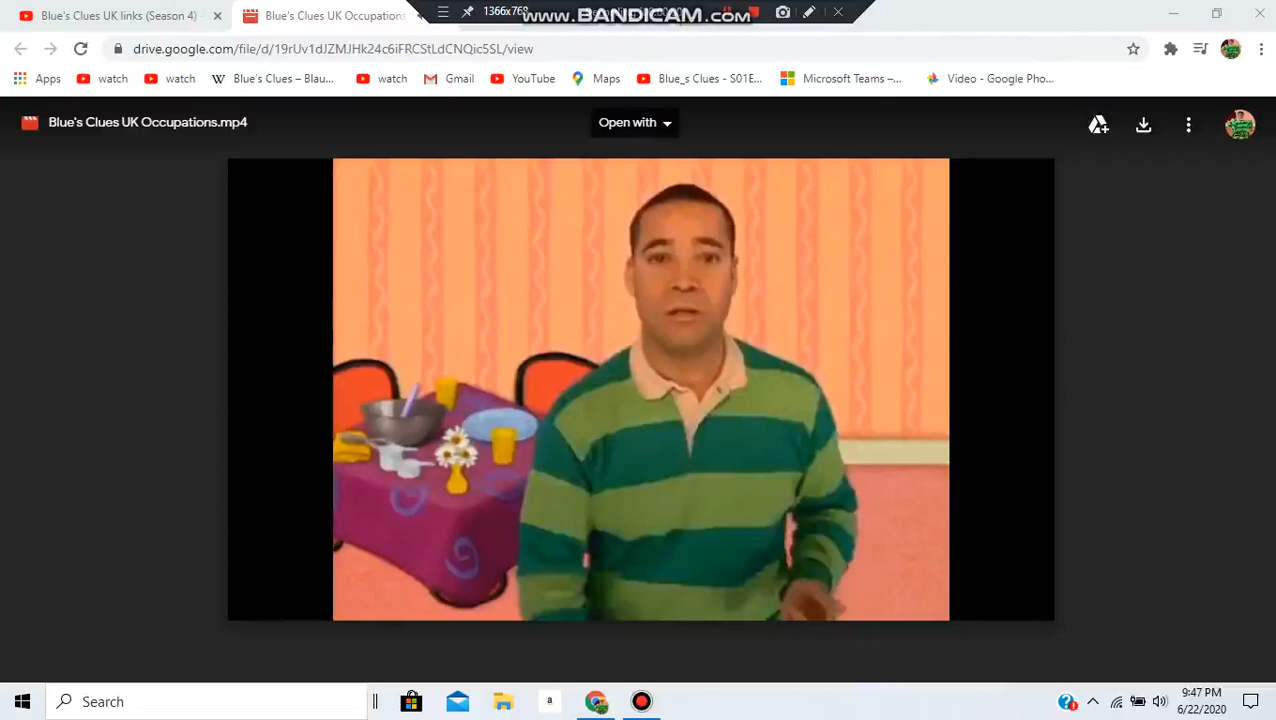 Blue's Clues UK links (Season 4) -
Blue's Clues UK Occupations
1366x768
www.BANDICAM.com
drive.google.com/file/d/19rUv1dJZMJHk24c6iFRCStLdCNQic5SL/view
Apps
watch
watch
Blue's Clues – Blau...
watch
Gmail
YouTube
Maps
Blue_s Clues - S01E...
Microsoft Teams –...
Video - Google Pho...
Blue's Clues UK Occupations.mp4
Open with
Search
a
9:47 PM
6/22/2020